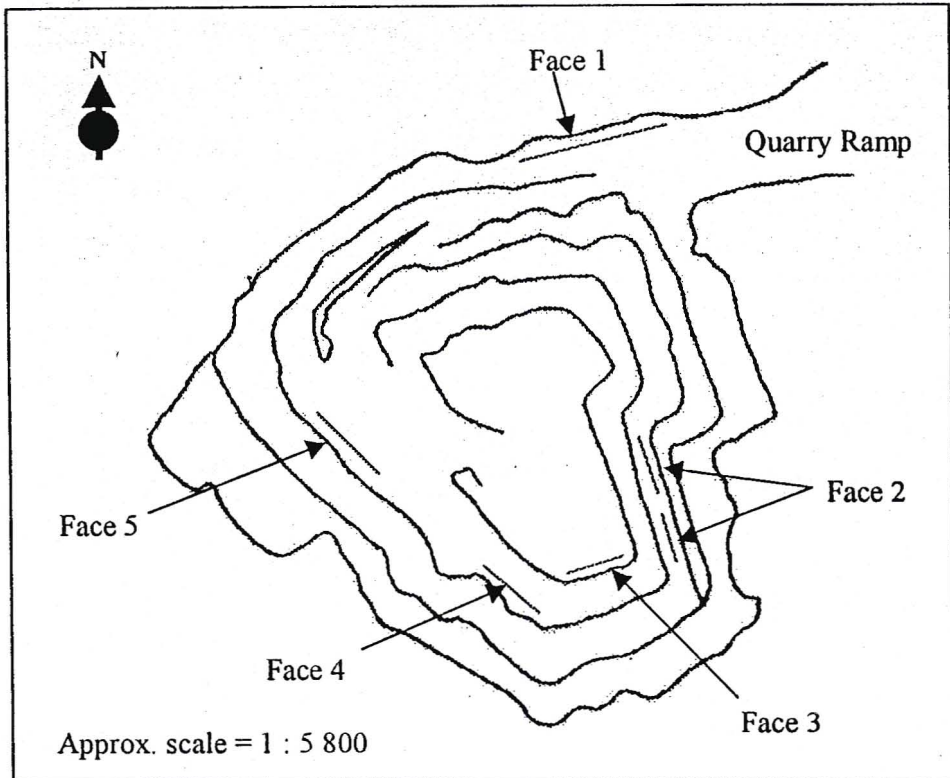 N
Face 1
Quarry Ramp
Face 2
Face 5
Face 4
Face 3
Approx. scale = 1 : 5 800